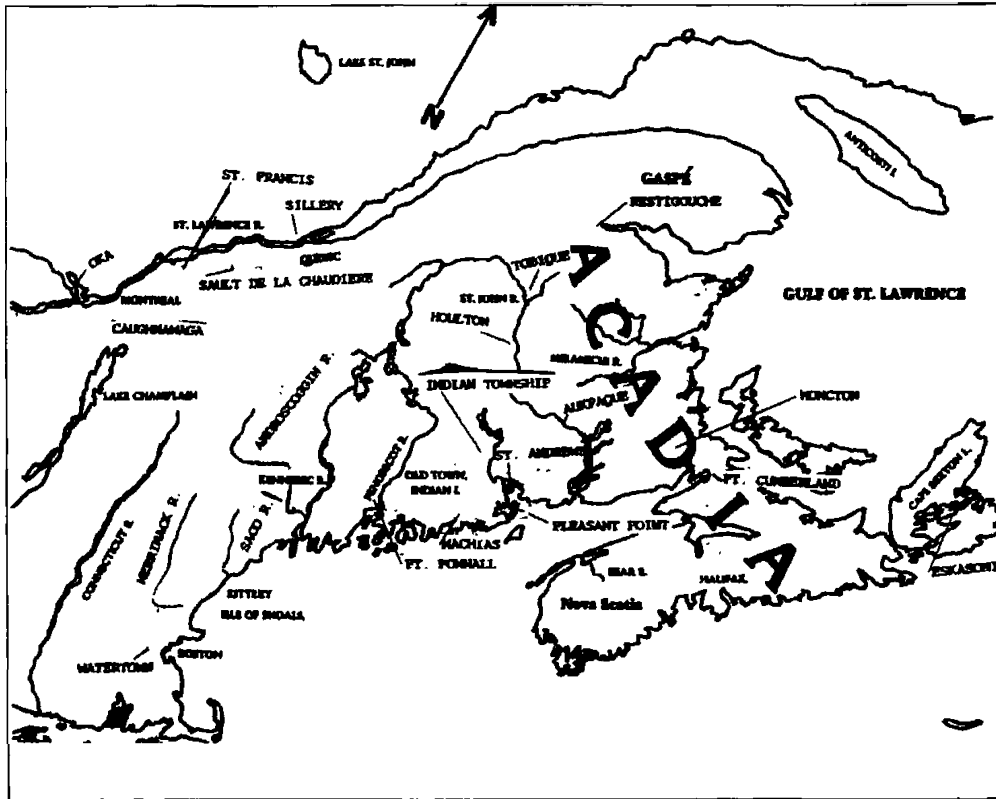 LAKE ST. JOHN
N
ANTICOSTI I.
ST. FRANCIS
GASPÉ
RESTIGOUCHE
SILLERY
ST. LAWRENCE R.
QUEBEC
OKA
TOBIQUE
SAULT DE LA CHAUDIERE
GULF OF ST. LAWRENCE
MONTREAL
ST. JOHN R.
HOULTON
CAUGHNAWAGA
MIRAMICHI R.
ACADIA
INDIAN TOWNSHIP
LAKE CHAMPLAIN
ANDROSCOGGIN R.
AUKPAQUE
MONCTON
ST. ANDREWS
KENNEBEC R.
PENOBSCOT R.
OLD TOWN,
INDIAN I.
FT. CUMBERLAND
CAPE BRETON I.
CONNECTICUT R.
MERRIMACK R.
SACO R.
PLEASANT POINT
MACHIAS
FT. POWNALL
BEAR R.
HALIFAX
ESKASONI
KITTREY
ISLE OF SHOALS
Nova Scotia
WATERTOWN
BOSTON